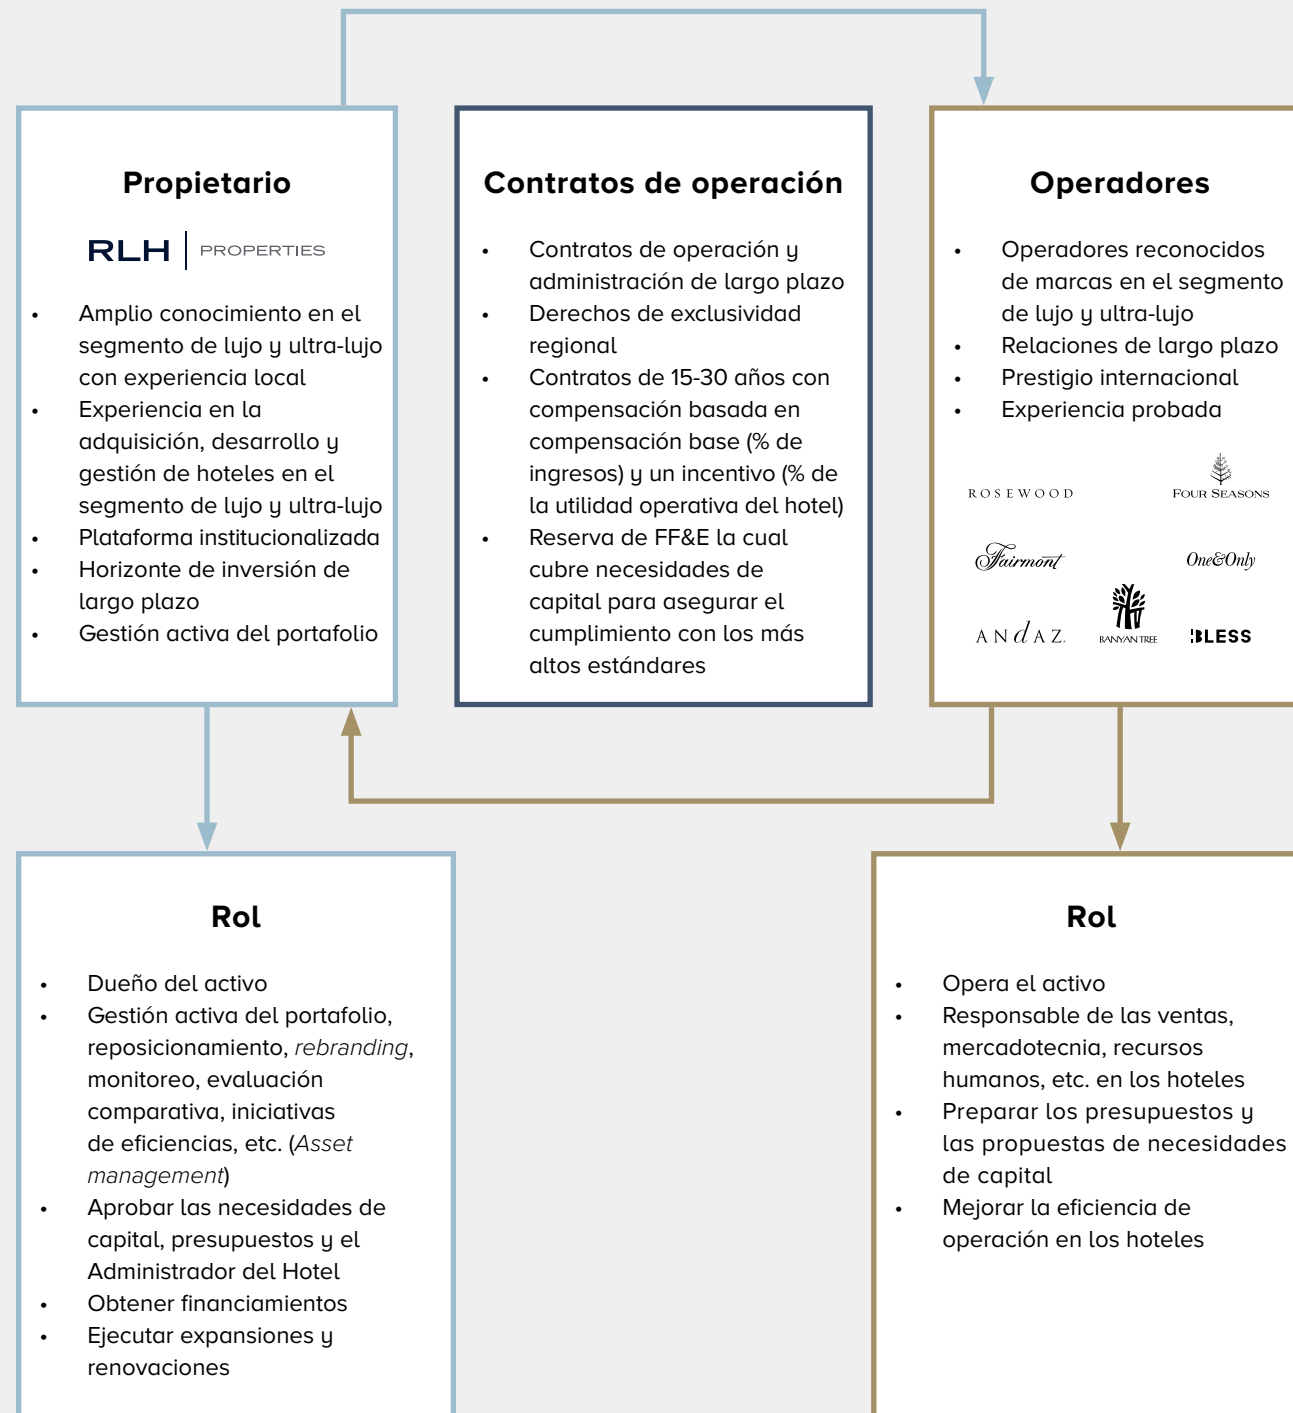 Propietario
RLH | PROPERTIES
• Amplio conocimiento en el
segmento de lujo y ultra-lujo
con experiencia local
• Experiencia en la
adquisición, desarrollo y
gestión de hoteles en el
segmento de lujo y ultra-lujo
• Plataforma institucionalizada
• Horizonte de inversión de
largo plazo
• Gestión activa del portafolio
Contratos de operación
• Contratos de operación y
administración de largo plazo
• Derechos de exclusividad
regional
• Contratos de 15-30 años con
compensación basada en
compensación base (% de
ingresos) y un incentivo (% de
la utilidad operativa del hotel)
• Reserva de FF&E la cual
cubre necesidades de
capital para asegurar el
cumplimiento con los más
altos estándares
Operadores
• Operadores reconocidos
de marcas en el segmento
de lujo y ultra-lujo
• Relaciones de largo plazo
• Prestigio internacional
• Experiencia probada
ROSEWOOD
FOUR SEASONS
Fairmont
One&Only
ANdAZ.
BANYAN TREE
BLESS
Rol
• Dueño del activo
• Gestión activa del portafolio,
reposicionamiento, rebranding,
monitoreo, evaluación
comparativa, iniciativas
de eficiencias, etc. (Asset
management)
• Aprobar las necesidades de
capital, presupuestos y el
Administrador del Hotel
• Obtener financiamientos
• Ejecutar expansiones y
renovaciones
Rol
• Opera el activo
• Responsable de las ventas,
mercadotecnia, recursos
humanos, etc. en los hoteles
• Preparar los presupuestos y
las propuestas de necesidades
de capital
• Mejorar la eficiencia de
operación en los hoteles